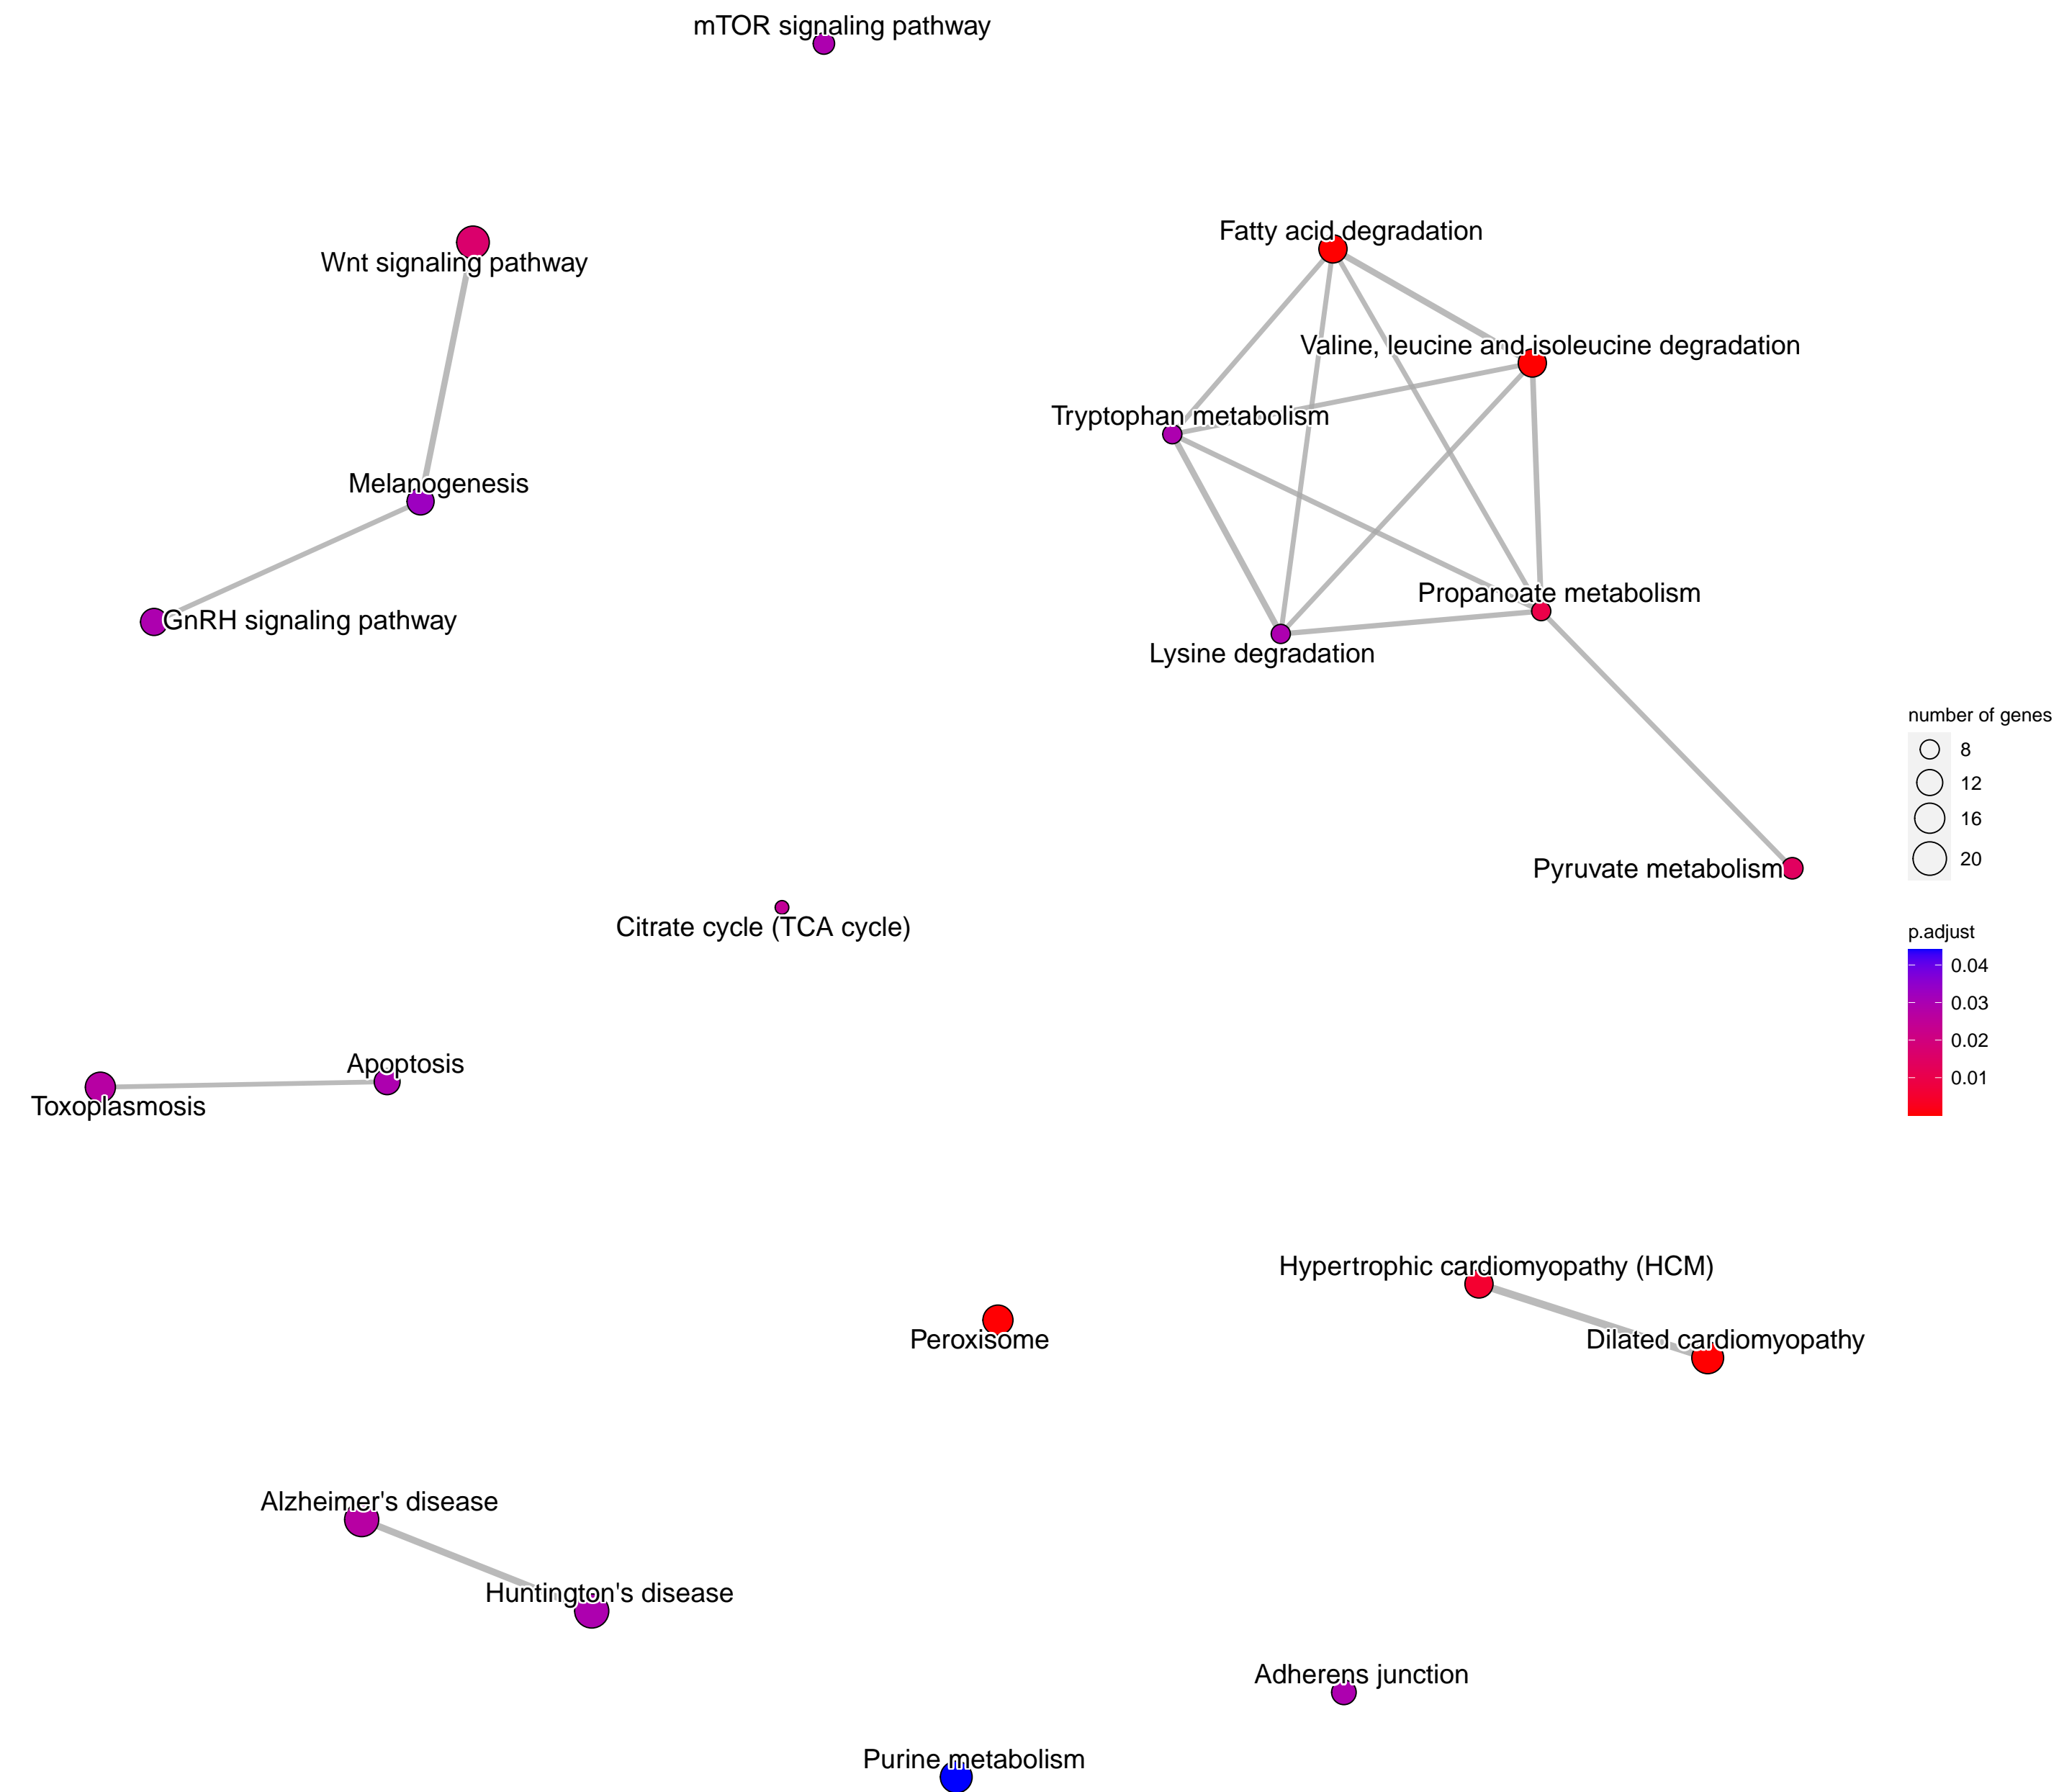 mTOR signaling pathway
Fatty acid degradation
Wnt signaling pathway
Valine, leucine and isoleucine degradation
Tryptophan metabolism
Melanogenesis
Propanoate metabolism
GnRH signaling pathway
Lysine degradation
number of genes
8
12
16
20
Pyruvate metabolism
Citrate cycle (TCA cycle)
p.adjust
0.04
0.03
0.02
0.01
Apoptosis
Toxoplasmosis
Hypertrophic cardiomyopathy (HCM)
Peroxisome
Dilated cardiomyopathy
Alzheimer's disease
Huntington's disease
Adherens junction
Purine metabolism